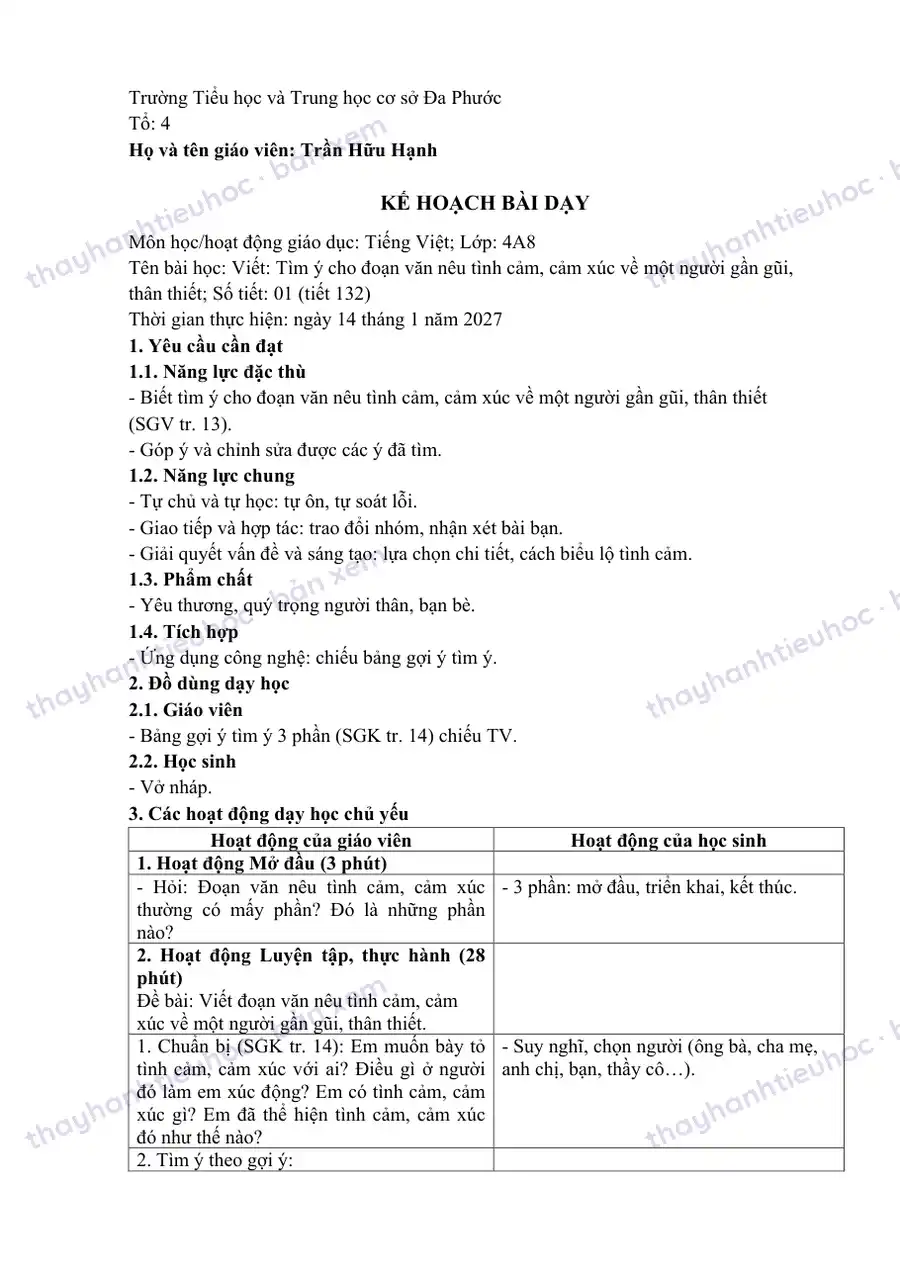 Trường Tiểu học và Trung học cơ sở Đa Phước
Tổ: 4
Họ và tên giáo viên: Trần Hữu Hạnh
KẾ HOẠCH BÀI DẠY
Môn học/hoạt động giáo dục: Tiếng Việt; Lớp: 4A8
Tên bài học: Viết: Tìm ý cho đoạn văn nêu tình cảm, cảm xúc về một người gần gũi,
thân thiết; Số tiết: 01 (tiết 132)
Thời gian thực hiện: ngày 14 tháng 1 năm 2027
1. Yêu cầu cần đạt
1.1. Năng lực đặc thù
- Biết tìm ý cho đoạn văn nêu tình cảm, cảm xúc về một người gần gũi, thân thiết
(SGV tr. 13).
- Góp ý và chỉnh sửa được các ý đã tìm.
1.2. Năng lực chung
- Tự chủ và tự học: tự ôn, tự soát lỗi.
- Giao tiếp và hợp tác: trao đổi nhóm, nhận xét bài bạn.
- Giải quyết vấn đề và sáng tạo: lựa chọn chi tiết, cách biểu lộ tình cảm.
1.3. Phẩm chất
- Yêu thương, quý trọng người thân, bạn bè.
1.4. Tích hợp
- Ứng dụng công nghệ: chiếu bảng gợi ý tìm ý.
2. Đồ dùng dạy học
2.1. Giáo viên
- Bảng gợi ý tìm ý 3 phần (SGK tr. 14) chiếu TV.
2.2. Học sinh
- Vở nháp.
3. Các hoạt động dạy học chủ yếu
Hoạt động của giáo viên
Hoạt động của học sinh
1. Hoạt động Mở đầu (3 phút)
- Hỏi: Đoạn văn nêu tình cảm, cảm xúc
thường có mấy phần? Đó là những phần
nào?
- 3 phần: mở đầu, triển khai, kết thúc.
2. Hoạt động Luyện tập, thực hành (28
phút)
Đề bài: Viết đoạn văn nêu tình cảm, cảm
xúc về một người gần gũi, thân thiết.
1. Chuẩn bị (SGK tr. 14): Em muốn bày tỏ
tình cảm, cảm xúc với ai? Điều gì ở người
đó làm em xúc động? Em có tình cảm, cảm
xúc gì? Em đã thể hiện tình cảm, cảm xúc
đó như thế nào?
- Suy nghĩ, chọn người (ông bà, cha mẹ,
anh chị, bạn, thầy cô…).
2. Tìm ý theo gợi ý:
thayhanhtieuhoc · bản xem
thayhanhtieuhoc · b
thayhanhtieuhoc · bản xem
thayhanhtieuhoc · b
thayhanhtieuhoc · bản xem
thayhanhtieuhoc · b